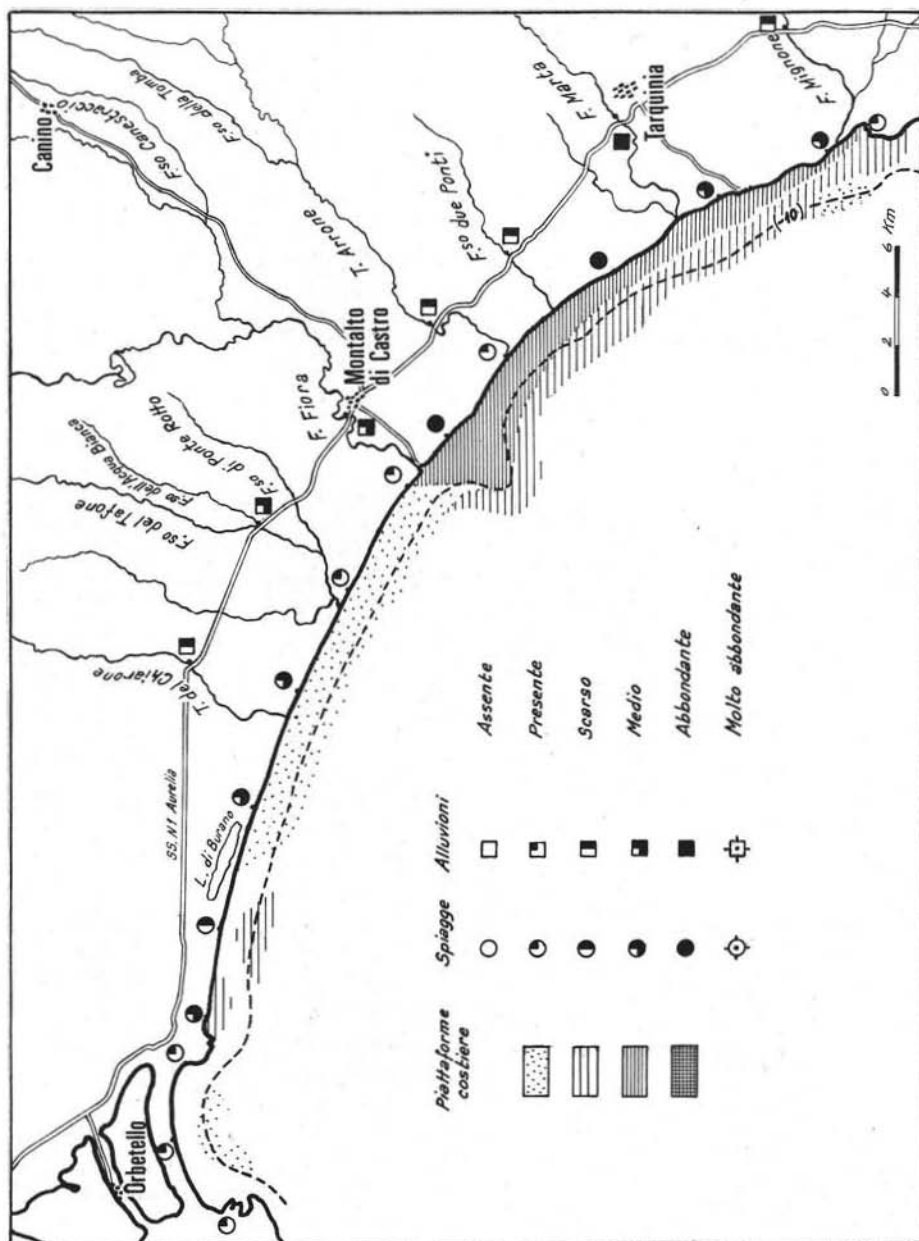 Canino
F.so Canestraccio
F.so della Tomba
T. Arrone
F.so due Ponti
F. Marta
Tarquinia
F. Mignone
Montalto
di Castro
F. Fiora
F.so di Ponte Rotto
F.so dell'Acqua Bianca
F.so del Tafone
T. del Chiarone
SS. N1 Aurelia
L. di Burano
Orbetello
10
0 2 4 6 Km
Piattaforme
costiere
Spiagge
Alluvioni
Assente
Presente
Scarso
Medio
Abbondante
Molto abbondante